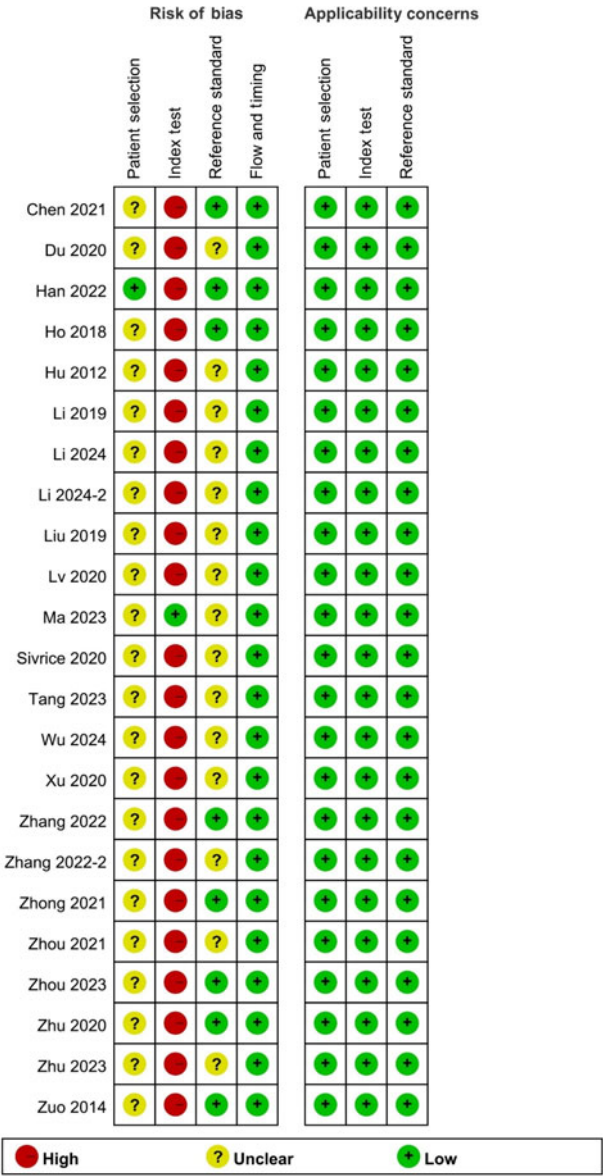 Risk of bias Applicability concerns
Patient selection Index test Reference standard Flow and timing Patient selection Index test Reference standard
Chen 2021 ? - + + + + +
Du 2020 ? - ? + + + +
Han 2022 + - + + + + +
Ho 2018 ? - + + + + +
Hu 2012 ? - ? + + + +
Li 2019 ? - ? + + + +
Li 2024 ? - ? + + + +
Li 2024-2 ? - ? + + + +
Liu 2019 ? - ? + + + +
Lv 2020 ? - ? + + + +
Ma 2023 ? + ? + + + +
Sivrice 2020 ? - ? + + + +
Tang 2023 ? - ? + + + +
Wu 2024 ? - ? + + + +
Xu 2020 ? - ? + + + +
Zhang 2022 ? - + + + + +
Zhang 2022-2 ? - ? + + + +
Zhong 2021 ? - + + + + +
Zhou 2021 ? - ? + + + +
Zhou 2023 ? - + + + + +
Zhu 2020 ? - + + + + +
Zhu 2023 ? - ? + + + +
Zuo 2014 ? - + + + + +
- High ? Unclear + Low